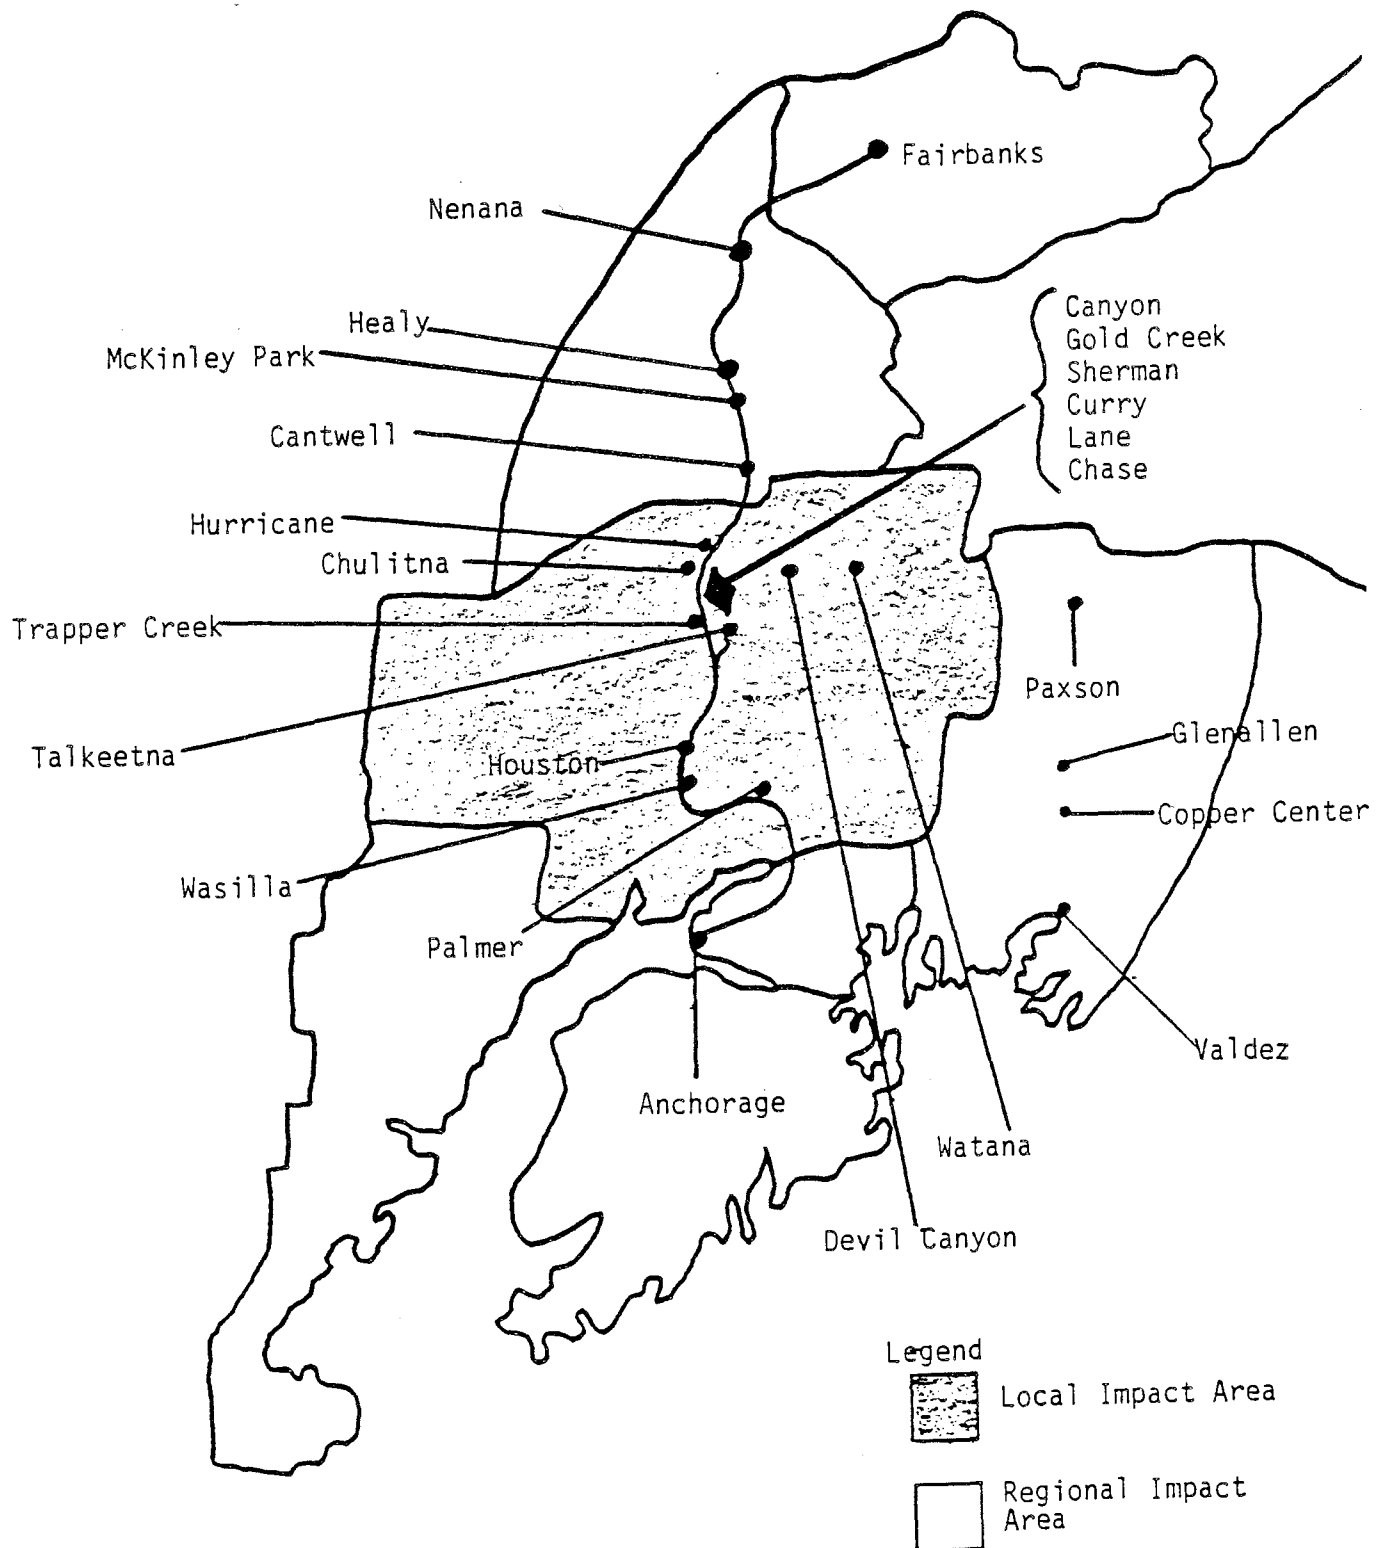 Fairbanks
Nenana
Canyon
Gold Creek
Sherman
Curry
Lane
Chase
Healy
McKinley Park
Cantwell
Hurricane
Chulitna
Trapper Creek
Paxson
Talkeetna
Houston
Glenallen
Copper Center
Wasilla
Palmer
Valdez
Anchorage
Watana
Devil Canyon
Legend
Local Impact Area
Regional Impact
Area